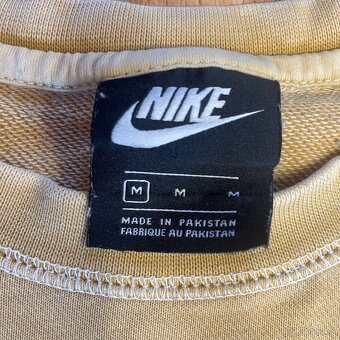 NIKE
M M M
MADE IN PAKISTAN
FABRIQUE AU PAKISTAN